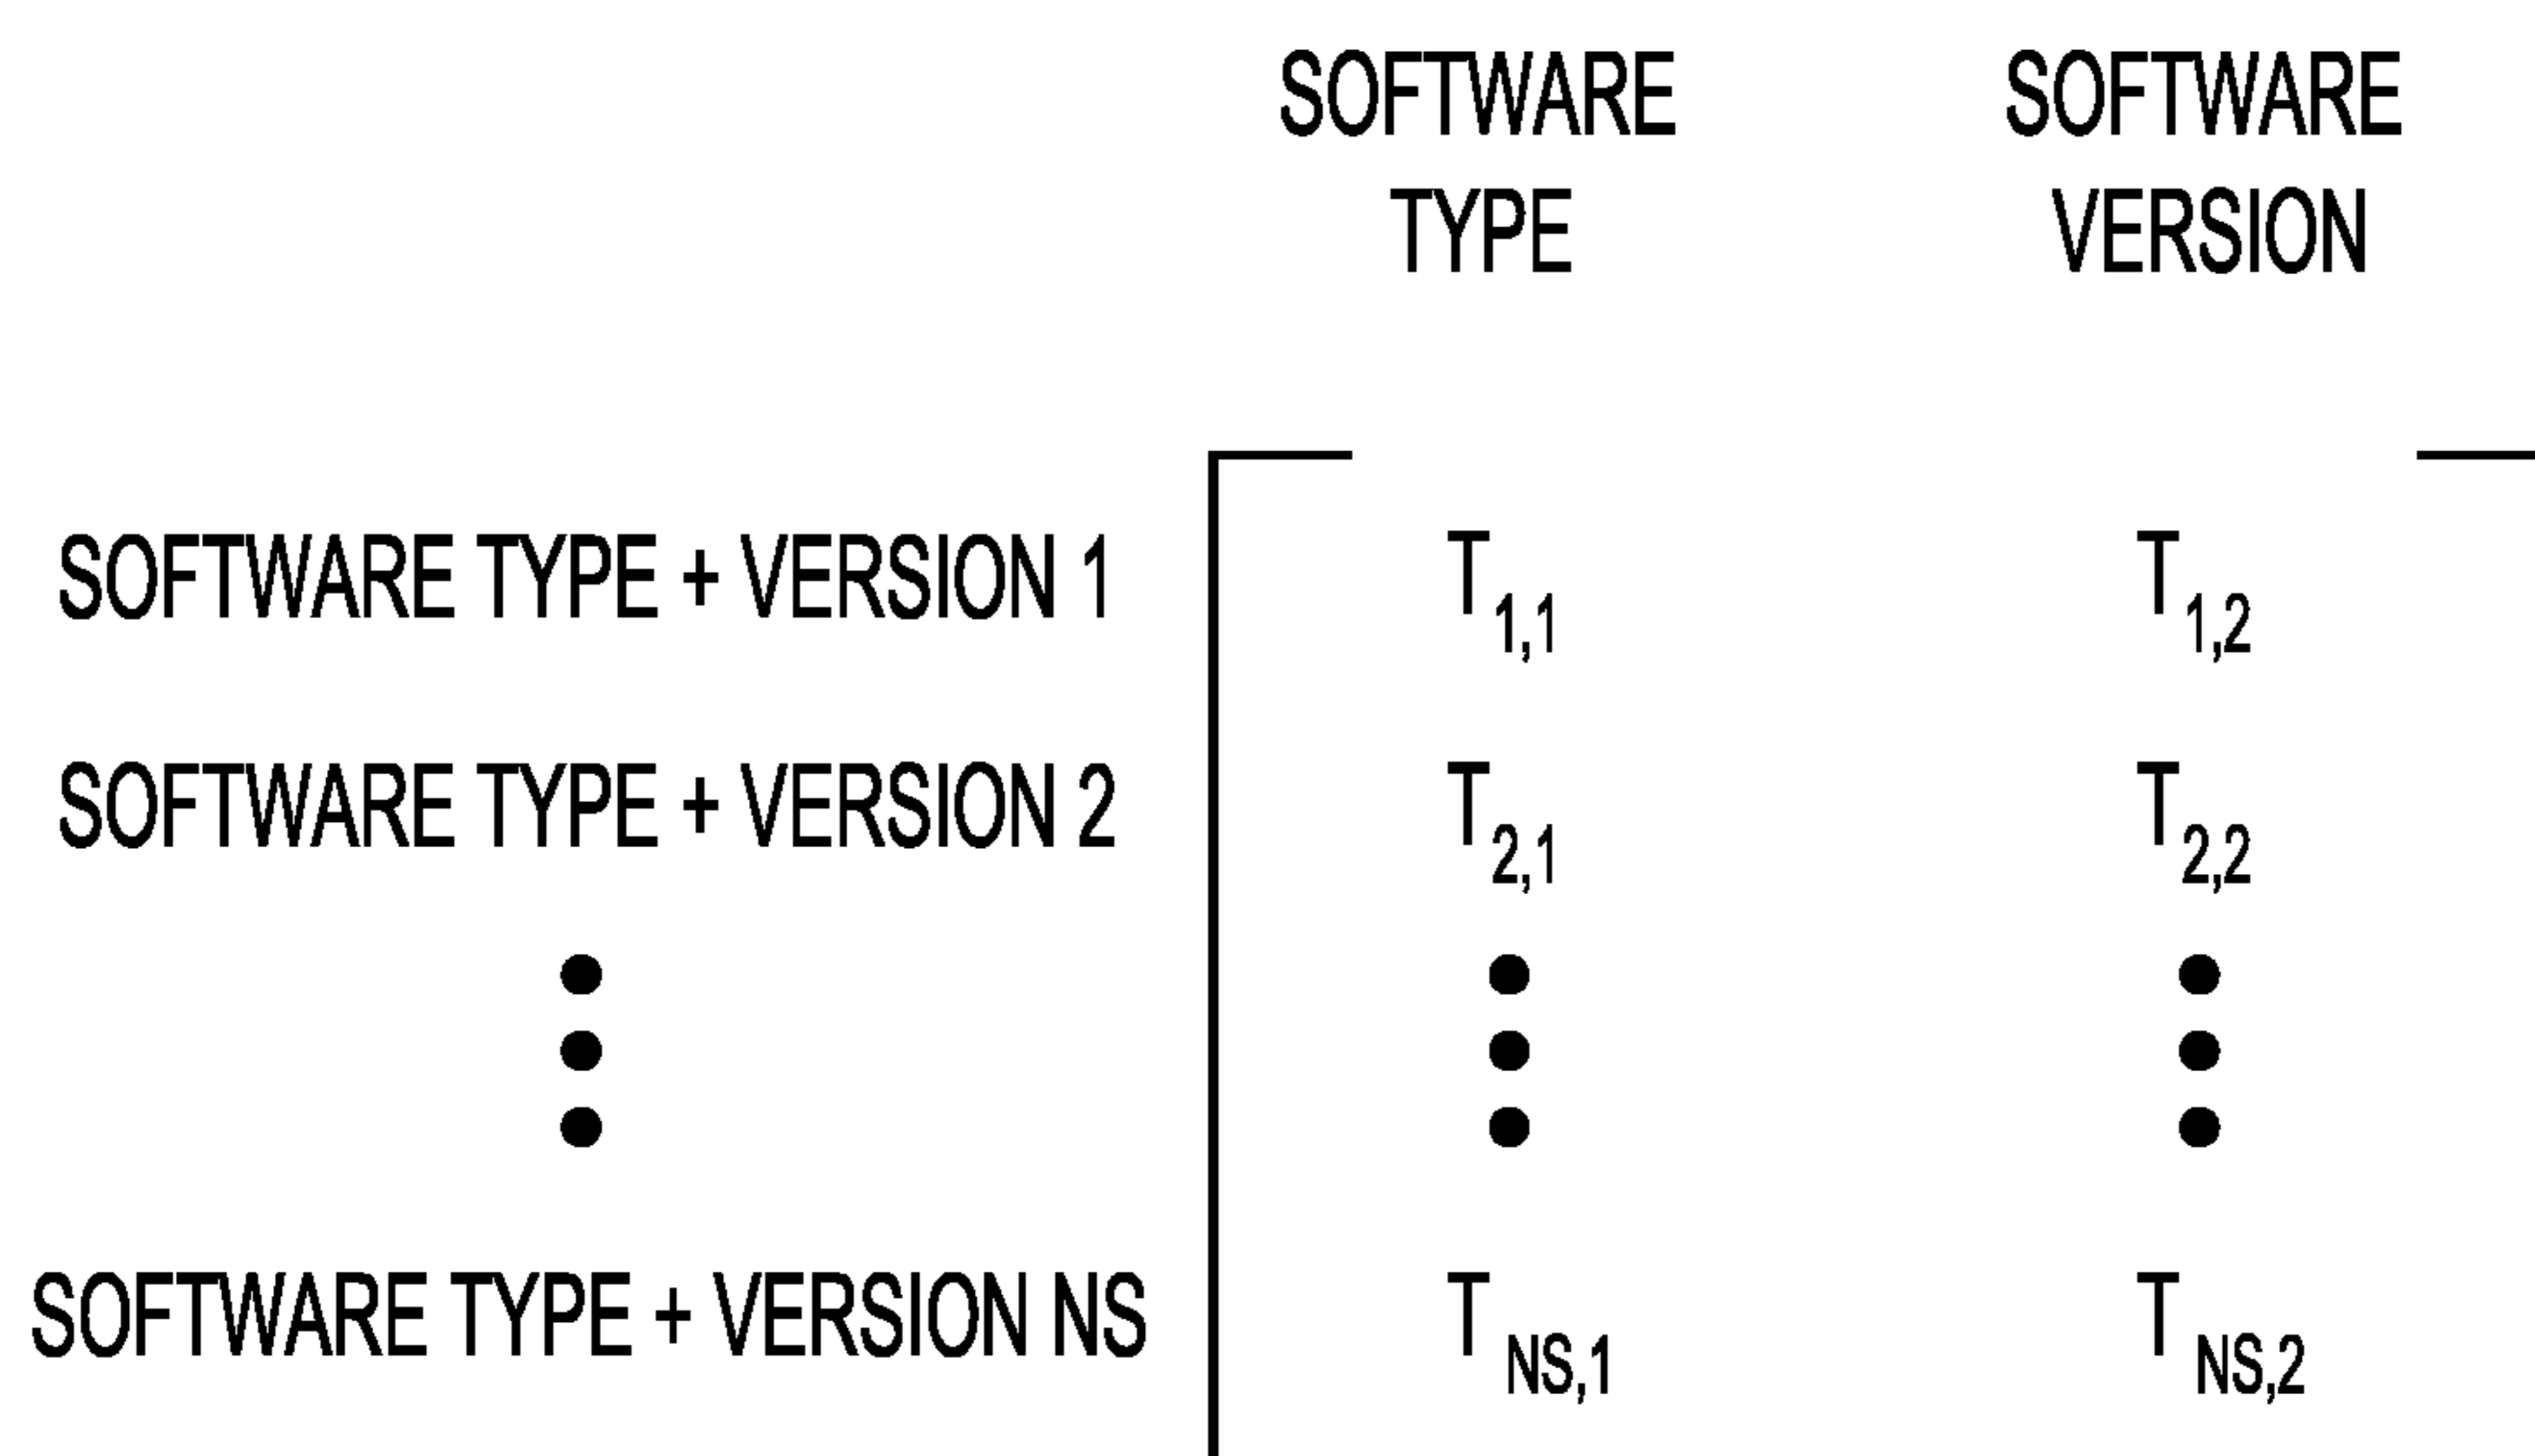 SOFTWARE SOFTWARE
TYPE VERSION
SOFTWARE TYPE + VERSION 1 T1,1 T1,2
SOFTWARE TYPE + VERSION 2 T2,1 T2,2
SOFTWARE TYPE + VERSION NS TNS,1 TNS,2